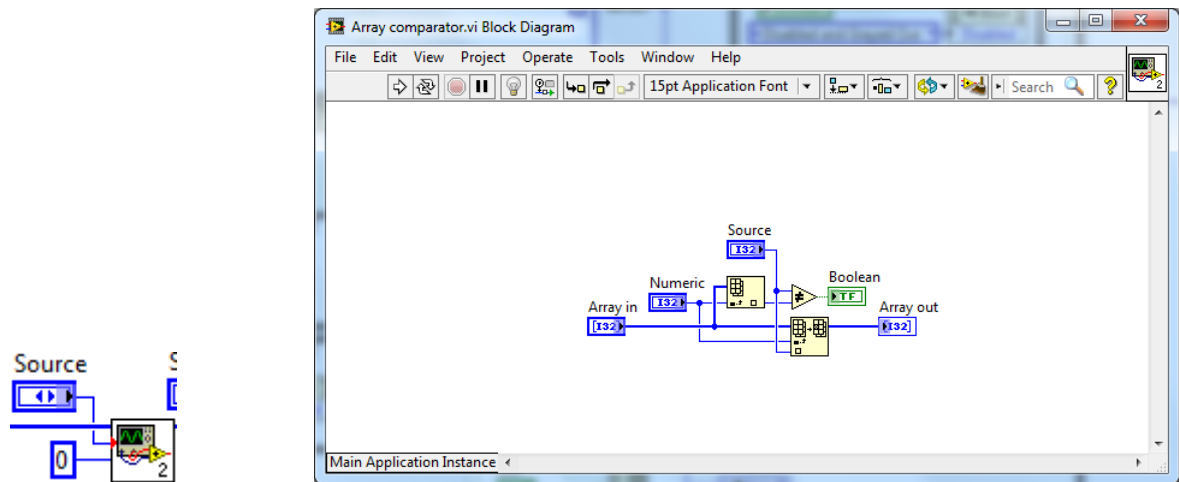 Array comparator.vi Block Diagram
File Edit View Project Operate Tools Window Help
15pt Application Font
Search
2
Source
I32
Numeric
I32
Boolean
TF
Array in
[I32]
Array out
[I32]
Source
0
2
Main Application Instance